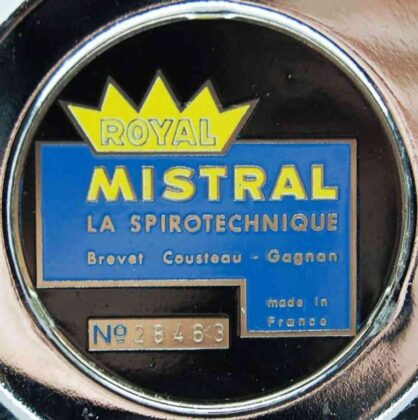 ROYAL
MISTRAL
LA SPIROTECHNIQUE
Brevet Cousteau - Gagnan
made in
France
Nº 28463